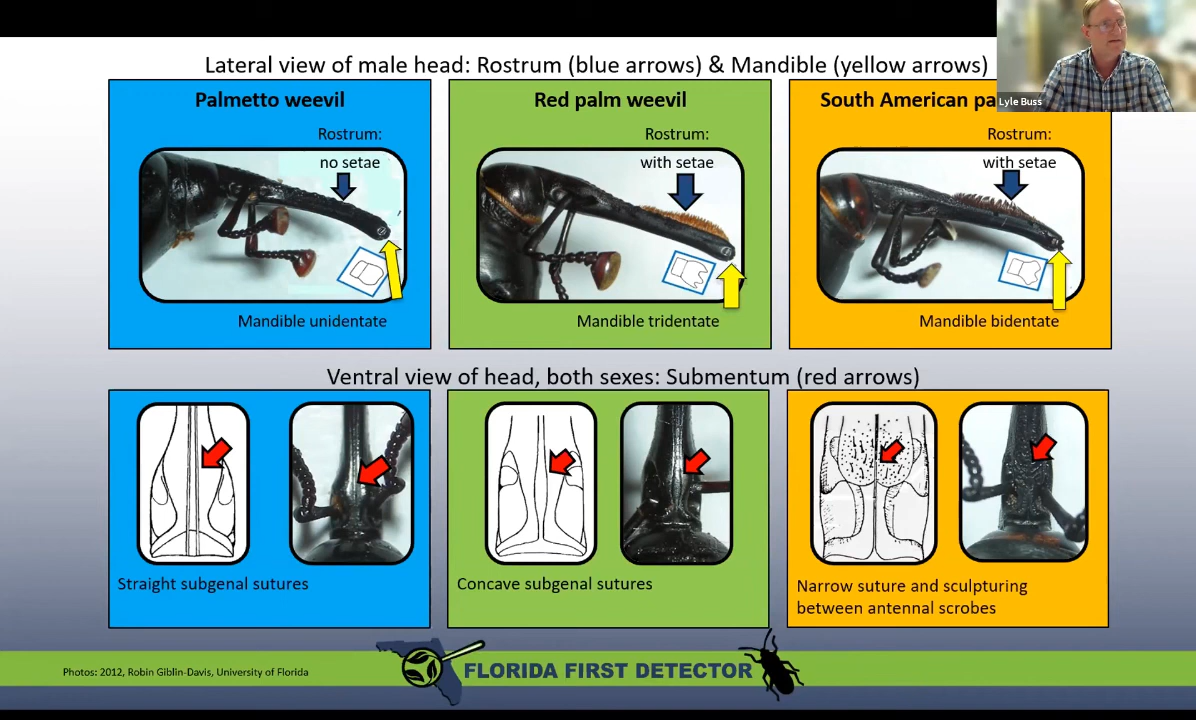 Lateral view of male head: Rostrum (blue arrows) & Mandible (yellow arrows)
Lyle Buss
Palmetto weevil
Rostrum:
no setae
Mandible unidentate
Red palm weevil
Rostrum:
with setae
Mandible tridentate
South American pa
Rostrum:
with setae
Mandible bidentate
Ventral view of head, both sexes: Submentum (red arrows)
Straight subgenal sutures
Concave subgenal sutures
Narrow suture and sculpturing
between antennal scrobes
Photos: 2012, Robin Giblin-Davis, University of Florida
FLORIDA FIRST DETECTOR